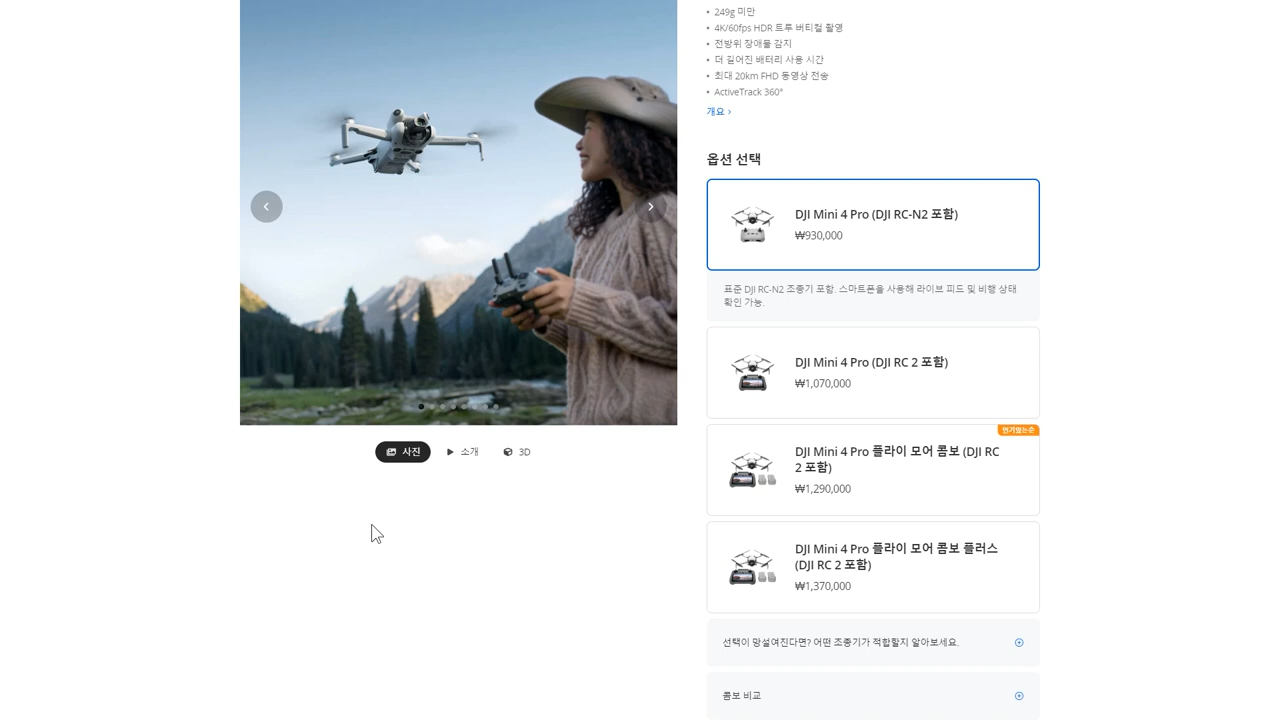 249g 미만
4K/60fps HDR 트루 버티컬 촬영
전방위 장애물 감지
더 길어진 배터리 사용 시간
최대 20km FHD 동영상 전송
ActiveTrack 360°
개요 ›
옵션 선택
DJI Mini 4 Pro (DJI RC-N2 포함)
₩930,000
표준 DJI RC-N2 조종기 포함. 스마트폰을 사용해 라이브 피드 및 비행 상태
확인 가능.
DJI Mini 4 Pro (DJI RC 2 포함)
₩1,070,000
인기있는순
DJI Mini 4 Pro 플라이 모어 콤보 (DJI RC
2 포함)
₩1,290,000
DJI Mini 4 Pro 플라이 모어 콤보 플러스
(DJI RC 2 포함)
₩1,370,000
선택이 망설여진다면? 어떤 조종기가 적합할지 알아보세요.
콤보 비교
사진
소개
3D